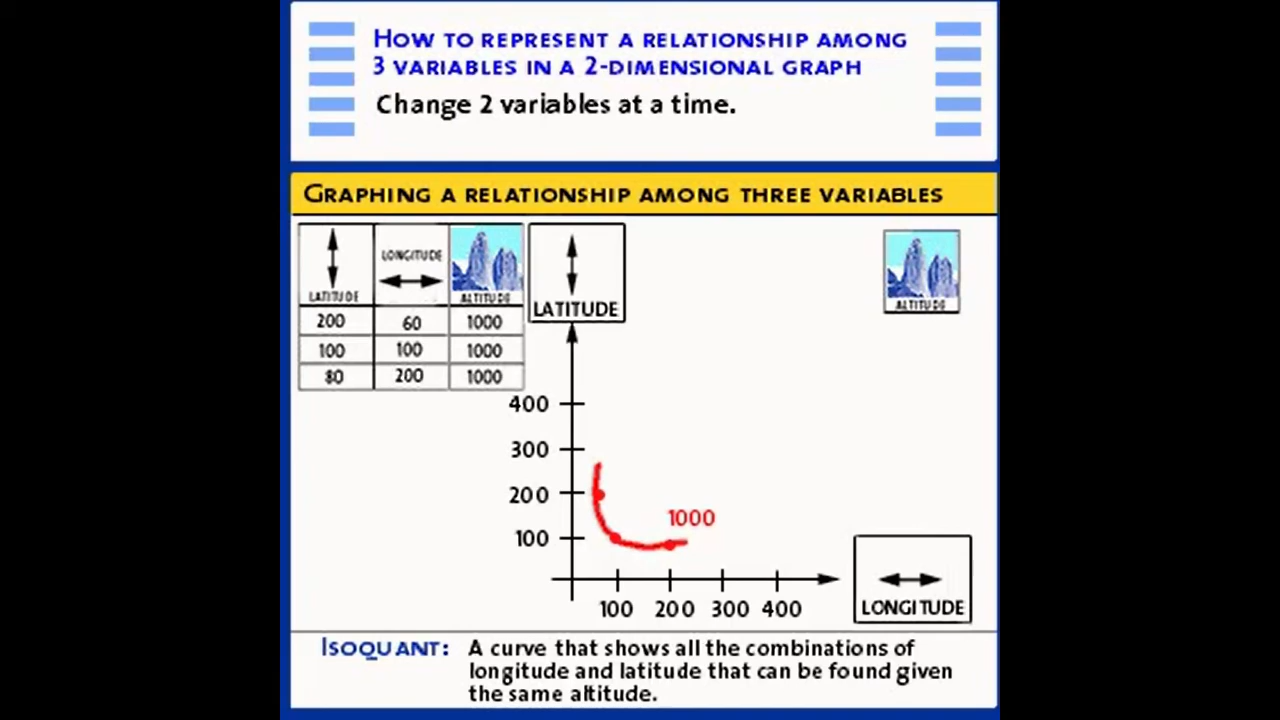 HOW TO REPRESENT A RELATIONSHIP AMONG
3 VARIABLES IN A 2-DIMENSIONAL GRAPH
Change 2 variables at a time.
GRAPHING A RELATIONSHIP AMONG THREE VARIABLES
LATITUDE LONGITUDE ALTITUDE
200 60 1000
100 100 1000
80 200 1000
LATITUDE
ALTITUDE
400
300
200
100
1000
100 200 300 400
LONGITUDE
ISOQUANT: A curve that shows all the combinations of
longitude and latitude that can be found given
the same altitude.